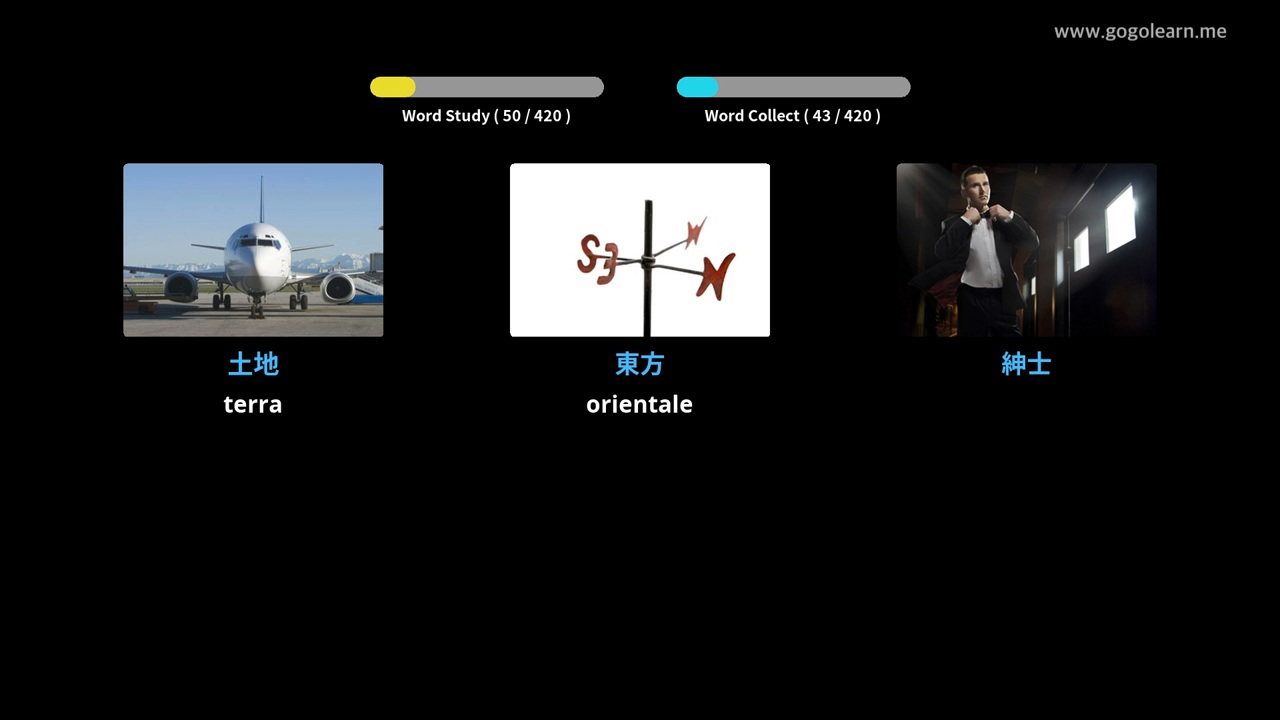 www.gogolearn.me
Word Study ( 50 / 420 )
Word Collect ( 43 / 420 )
S E W N
土地
東方
紳士
terra
orientale